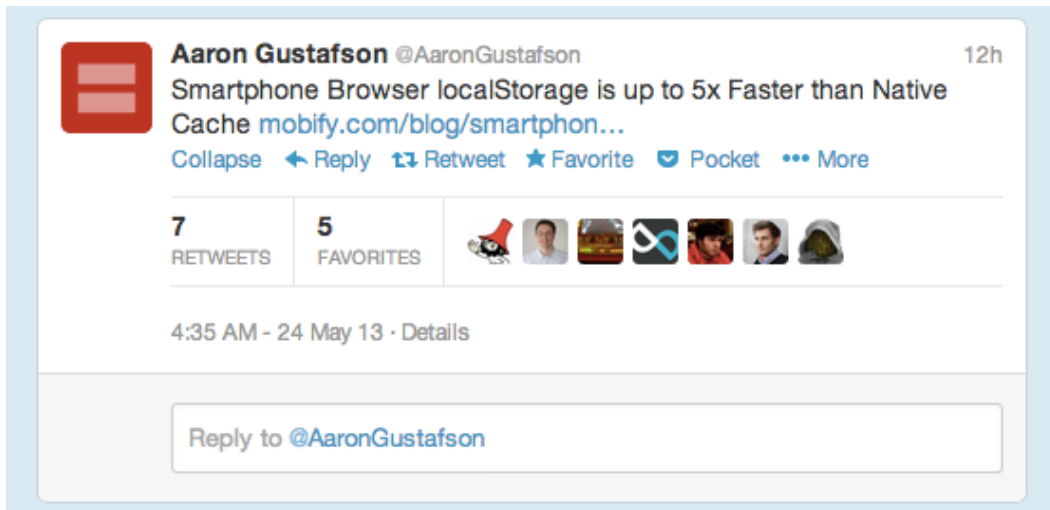 Aaron Gustafson @AaronGustafson 12h
Smartphone Browser localStorage is up to 5x Faster than Native
Cache mobify.com/blog/smartphon…
Collapse Reply Retweet Favorite Pocket More
7 5
RETWEETS FAVORITES
4:35 AM - 24 May 13 · Details
Reply to @AaronGustafson